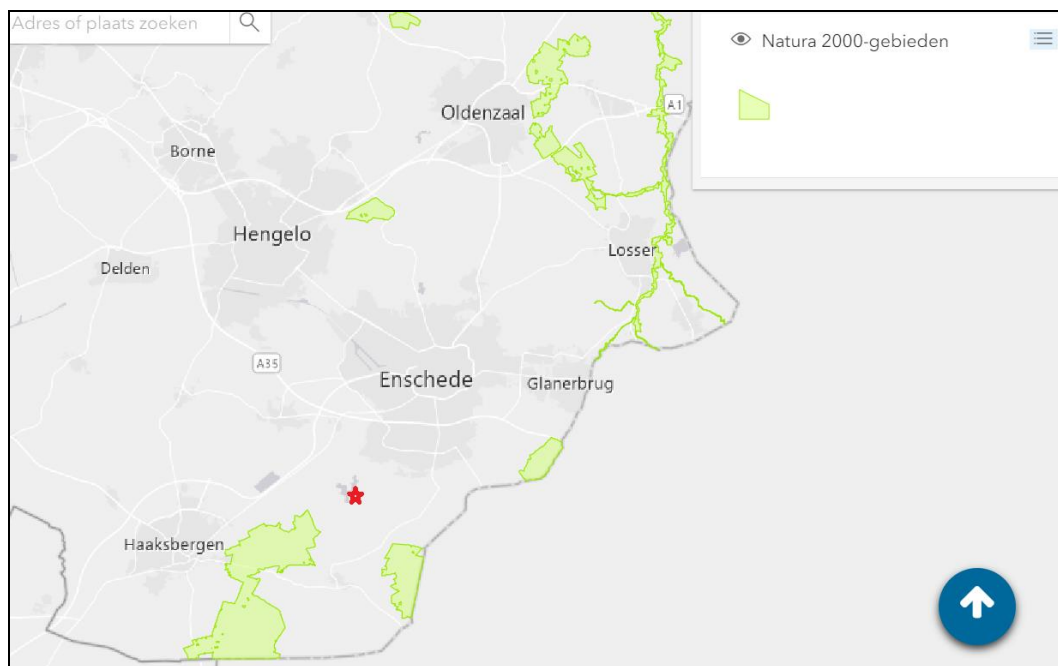 Adres of plaats zoeken
Natura 2000-gebieden
A1
Oldenzaal
Borne
Hengelo
Losser
Delden
A35
Enschede
Glanerbrug
Haaksbergen